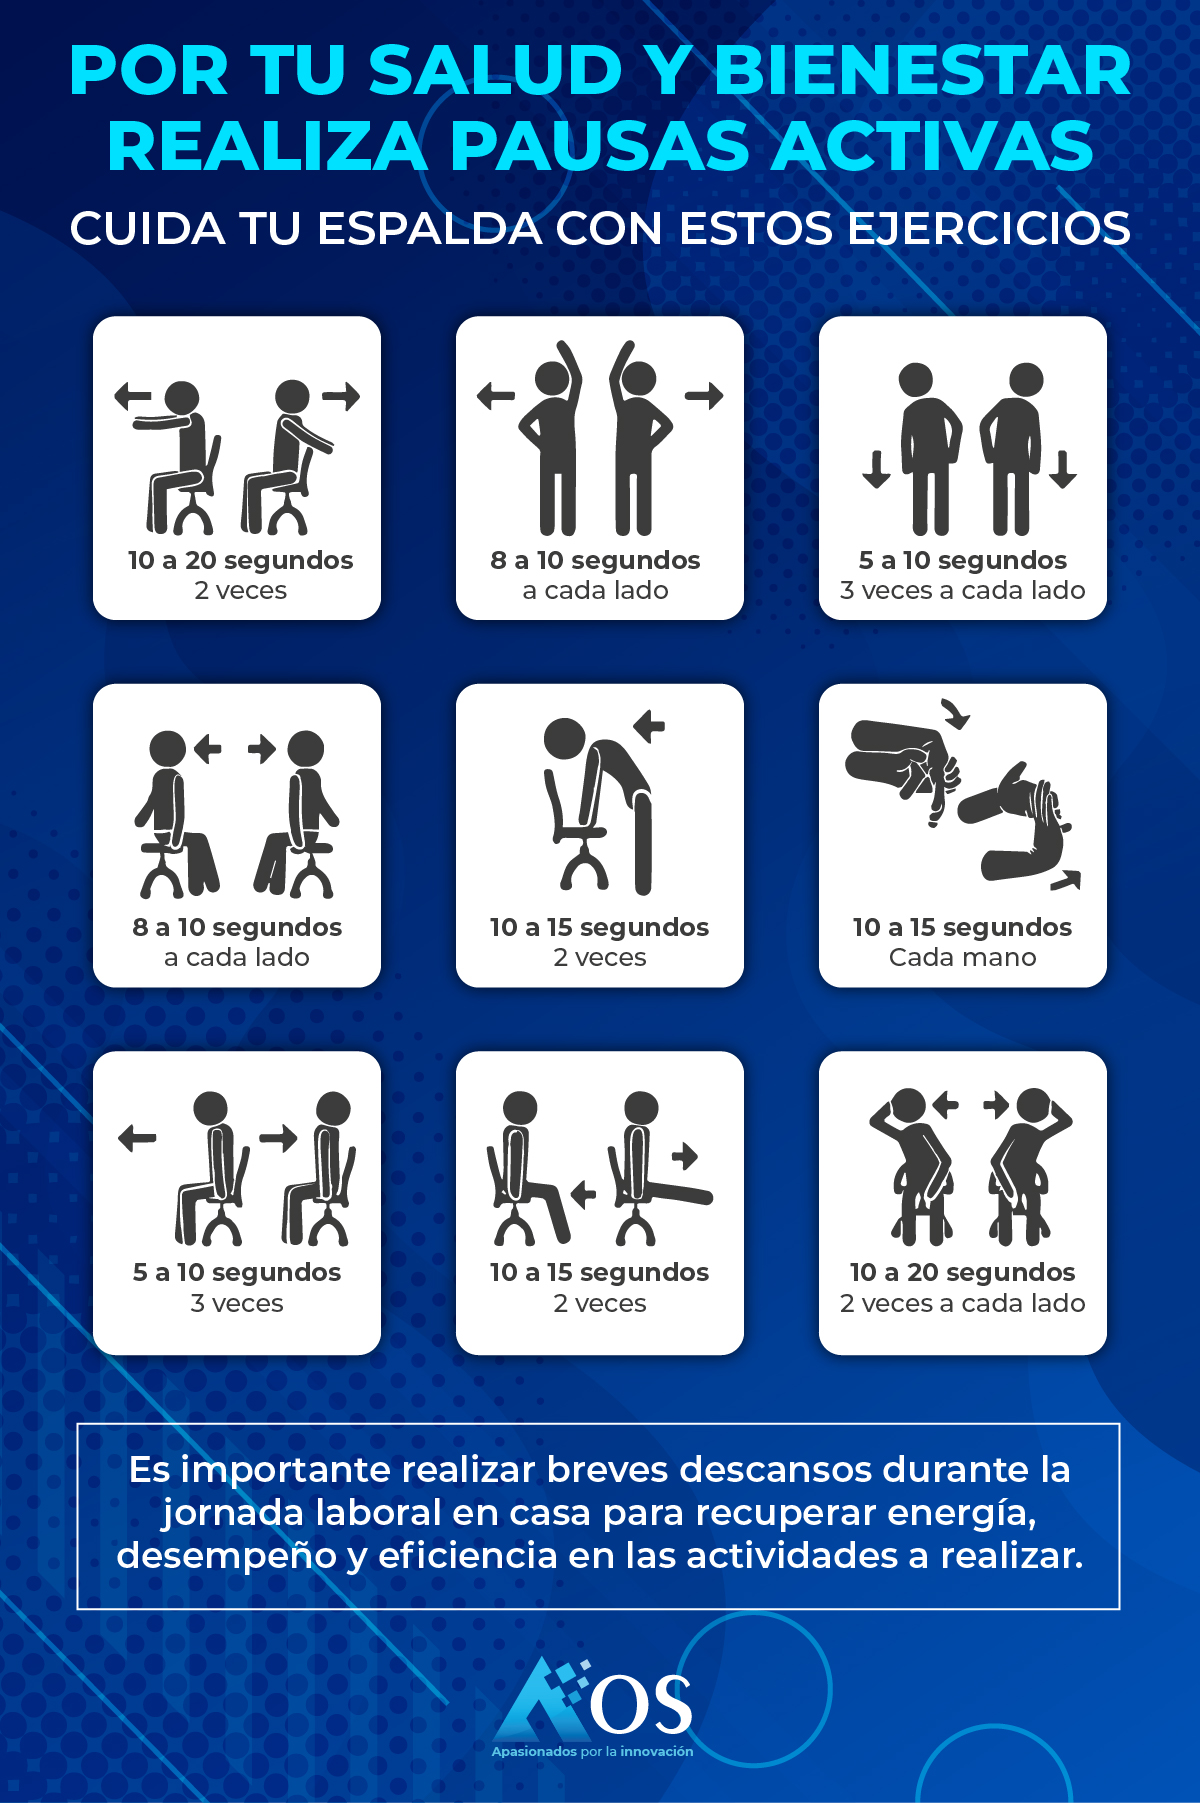 POR TU SALUD Y BIENESTAR
REALIZA PAUSAS ACTIVAS
CUIDA TU ESPALDA CON ESTOS EJERCICIOS
10 a 20 segundos
2 veces
8 a 10 segundos
a cada lado
5 a 10 segundos
3 veces a cada lado
8 a 10 segundos
a cada lado
10 a 15 segundos
2 veces
10 a 15 segundos
Cada mano
5 a 10 segundos
3 veces
10 a 15 segundos
2 veces
10 a 20 segundos
2 veces a cada lado
Es importante realizar breves descansos durante la
jornada laboral en casa para recuperar energía,
desempeño y eficiencia en las actividades a realizar.
AOS
Apasionados por la innovación